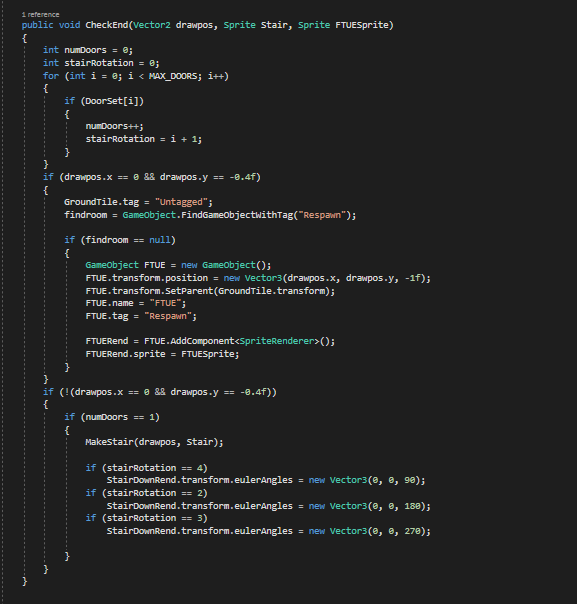 1 reference
public void CheckEnd(Vector2 drawpos, Sprite Stair, Sprite FTUESprite)
{
int numDoors = 0;
int stairRotation = 0;
for (int i = 0; i < MAX_DOORS; i++)
{
if (DoorSet[i])
{
numDoors++;
stairRotation = i + 1;
}
}
if (drawpos.x == 0 && drawpos.y == -0.4f)
{
GroundTile.tag = "Untagged";
findroom = GameObject.FindGameObjectWithTag("Respawn");
if (findroom == null)
{
GameObject FTUE = new GameObject();
FTUE.transform.position = new Vector3(drawpos.x, drawpos.y, -1f);
FTUE.transform.SetParent(GroundTile.transform);
FTUE.name = "FTUE";
FTUE.tag = "Respawn";
FTUERend = FTUE.AddComponent<SpriteRenderer>();
FTUERend.sprite = FTUESprite;
}
}
if (!(drawpos.x == 0 && drawpos.y == -0.4f))
{
if (numDoors == 1)
{
MakeStair(drawpos, Stair);
if (stairRotation == 4)
StairDownRend.transform.eulerAngles = new Vector3(0, 0, 90);
if (stairRotation == 2)
StairDownRend.transform.eulerAngles = new Vector3(0, 0, 180);
if (stairRotation == 3)
StairDownRend.transform.eulerAngles = new Vector3(0, 0, 270);
}
}
}